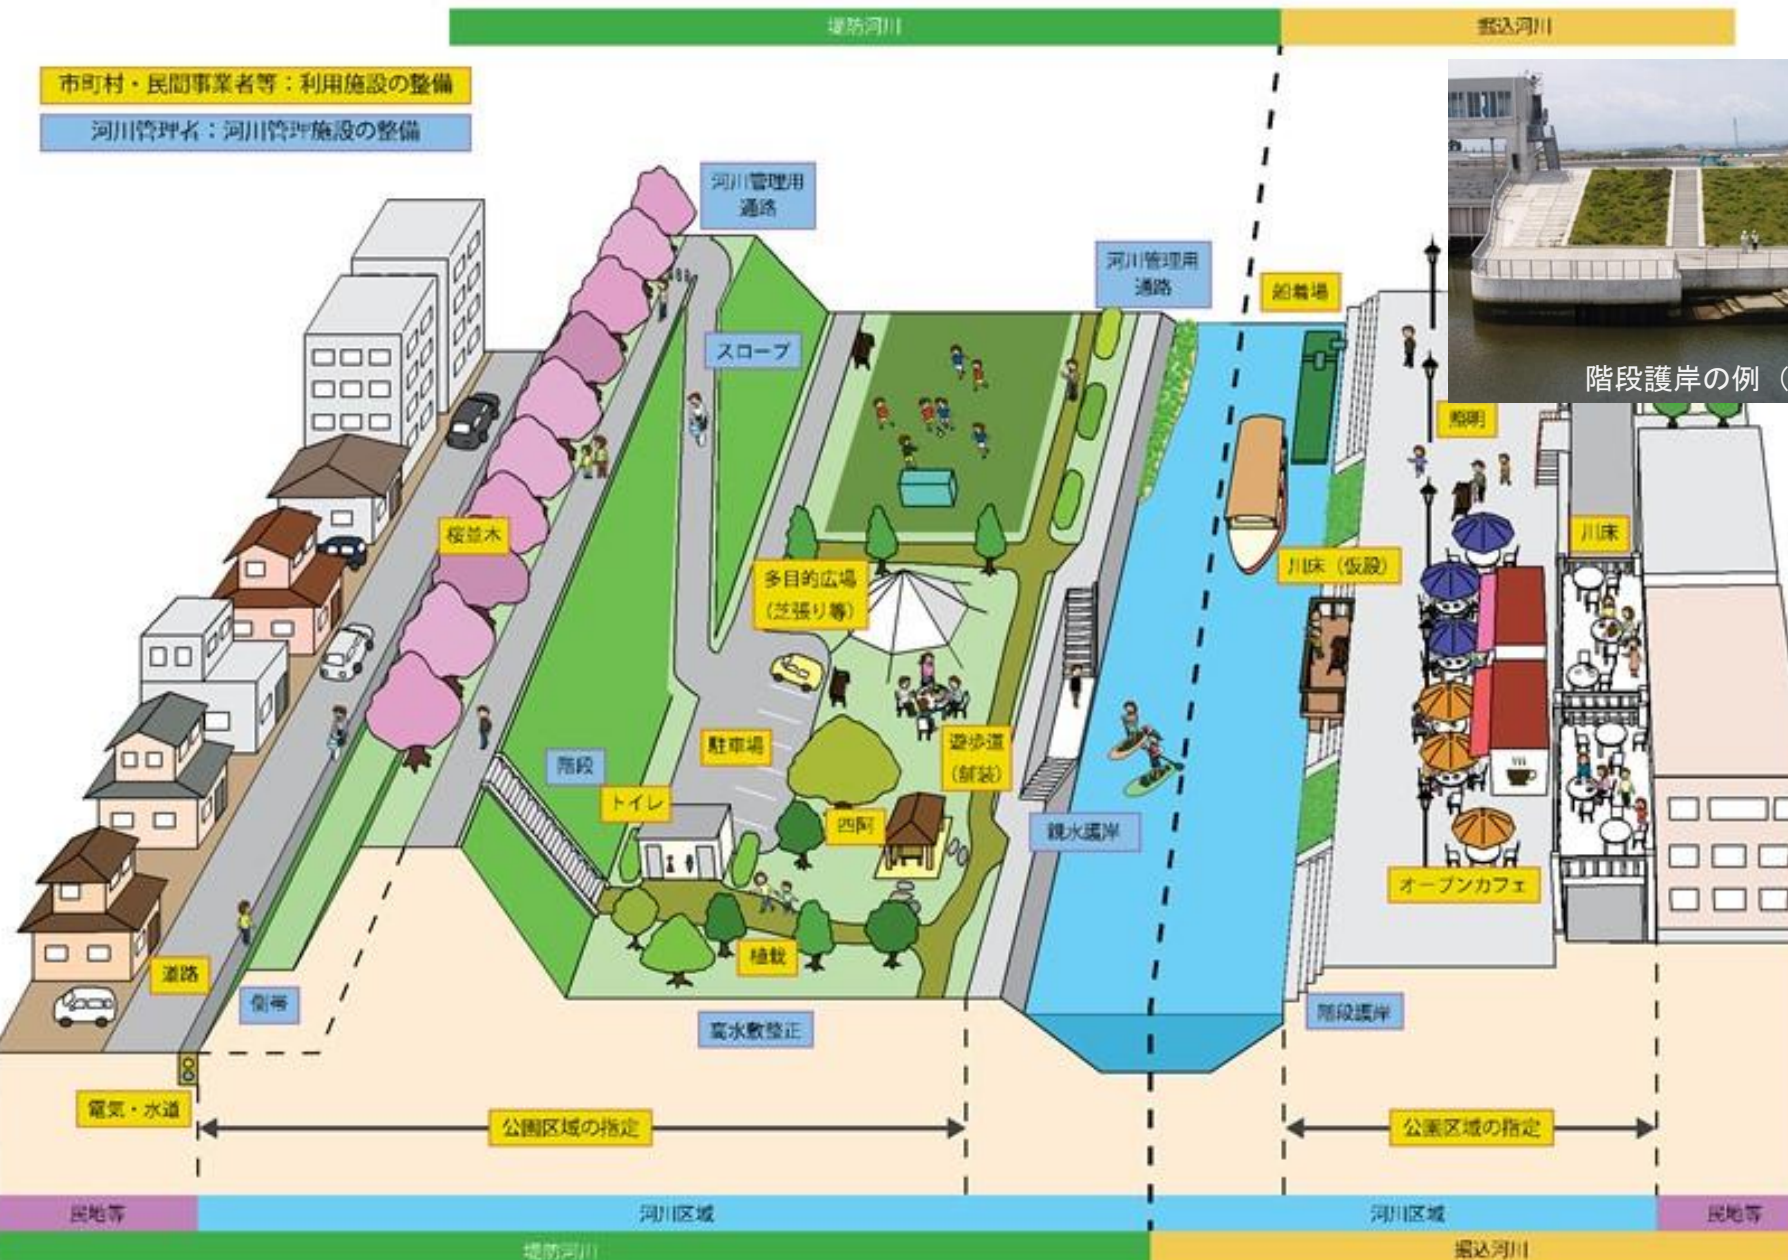 堤防河川
掘込河川
市町村・民間事業者等：利用施設の整備
河川管理者：河川管理施設の整備
河川管理用
通路
河川管理用
通路
船着場
スロープ
階段護岸の例（
照明
桜並木
川床
川床（仮設）
多目的広場
（芝張り等）
駐車場
遊歩道
（舗装）
階段
トイレ
四阿
親水護岸
オープンカフェ
植栽
道路
側帯
高水敷整正
階段護岸
電気・水道
公園区域の指定
公園区域の指定
民地等
河川区域
河川区域
民地等
堤防河川
掘込河川